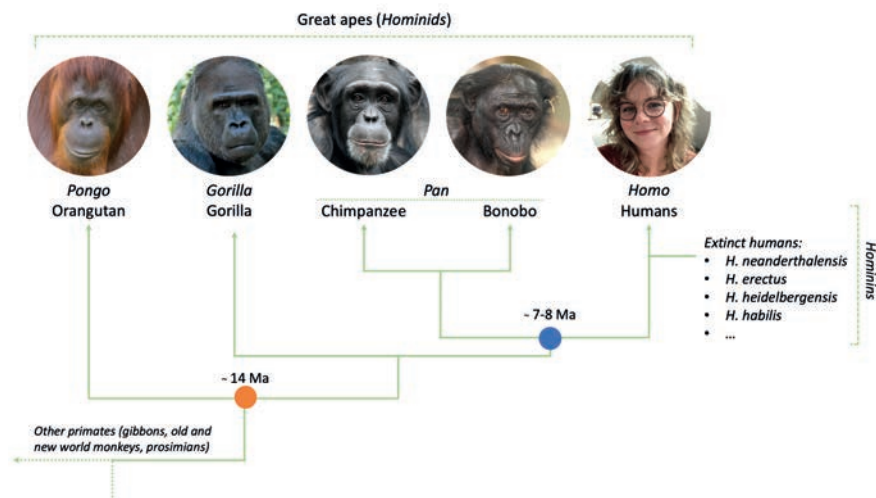 Great apes (Hominids)
Pongo
Orangutan
Gorilla
Gorilla
Pan
Chimpanzee
Bonobo
Homo
Humans
Extinct humans:
• H. neanderthalensis
• H. erectus
• H. heidelbergensis
• H. habilis
• ...
Hominins
~ 7-8 Ma
~ 14 Ma
Other primates (gibbons, old and
new world monkeys, prosimians)